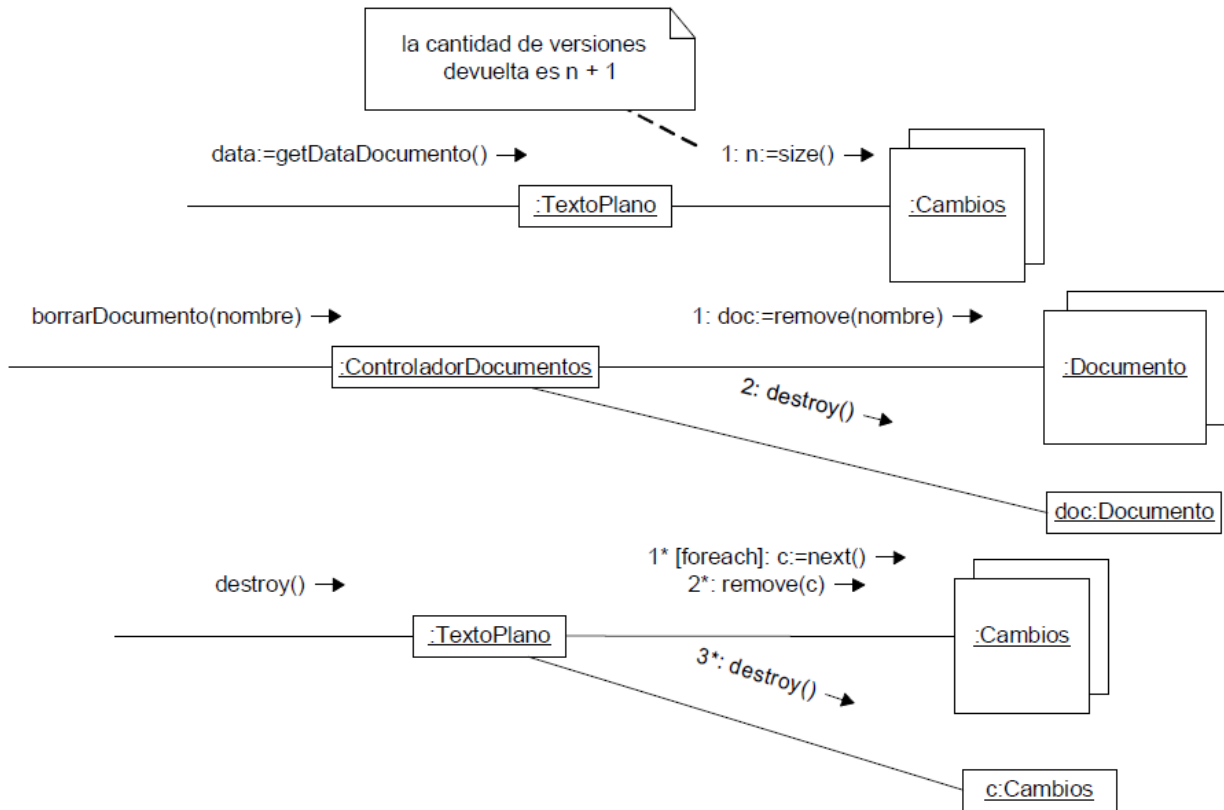 la cantidad de versiones
devuelta es n + 1
data:=getDataDocumento()
1: n:=size()
:TextoPlano
:Cambios
borrarDocumento(nombre)
1: doc:=remove(nombre)
:ControladorDocumentos
:Documento
2: destroy()
doc:Documento
1* [foreach]: c:=next()
destroy()
2*: remove(c)
:TextoPlano
:Cambios
3*: destroy()
c:Cambios